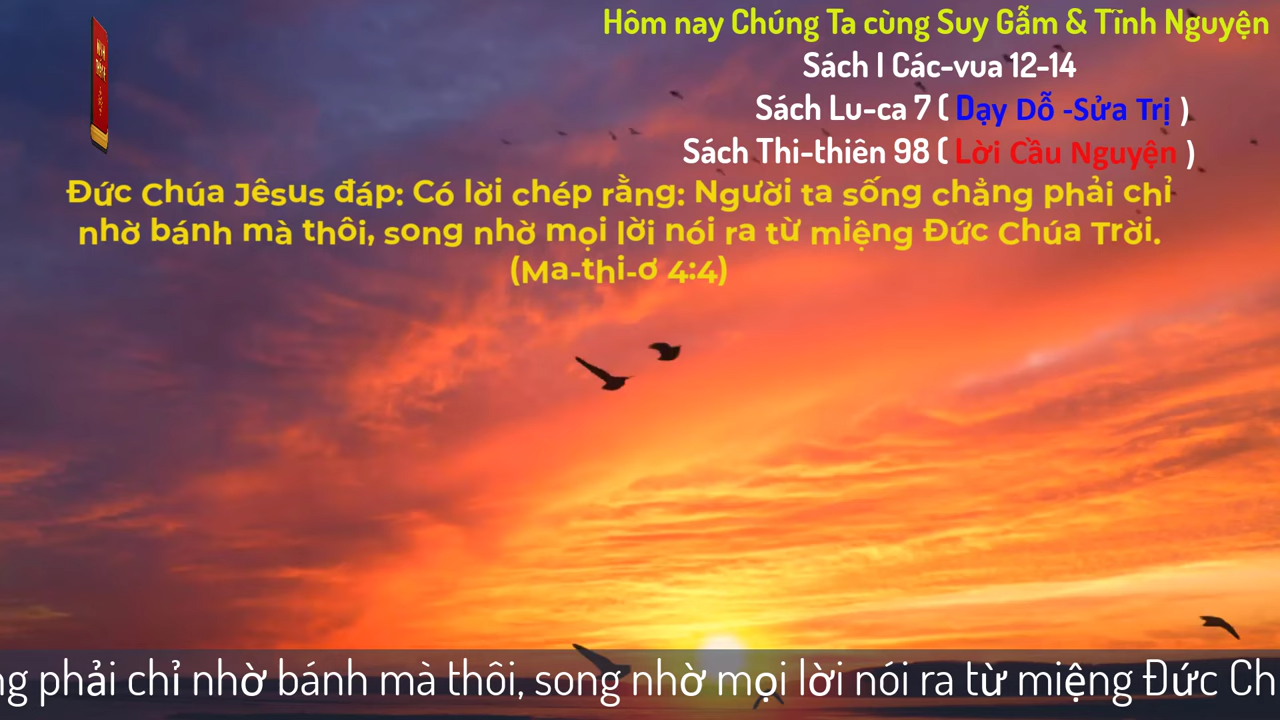 Hôm nay Chúng Ta cùng Suy Gẫm & Tĩnh Nguyện
Sách I Các-vua 12-14
Sách Lu-ca 7 ( Dạy Dỗ -Sửa Trị )
Sách Thi-thiên 98 ( Lời Cầu Nguyện )
Đức Chúa Jêsus đáp: Có lời chép rằng: Người ta sống chẳng phải chỉ
nhờ bánh mà thôi, song nhờ mọi lời nói ra từ miệng Đức Chúa Trời.
(Ma-thi-ơ 4:4)
ng phải chỉ nhờ bánh mà thôi, song nhờ mọi lời nói ra từ miệng Đức Ch